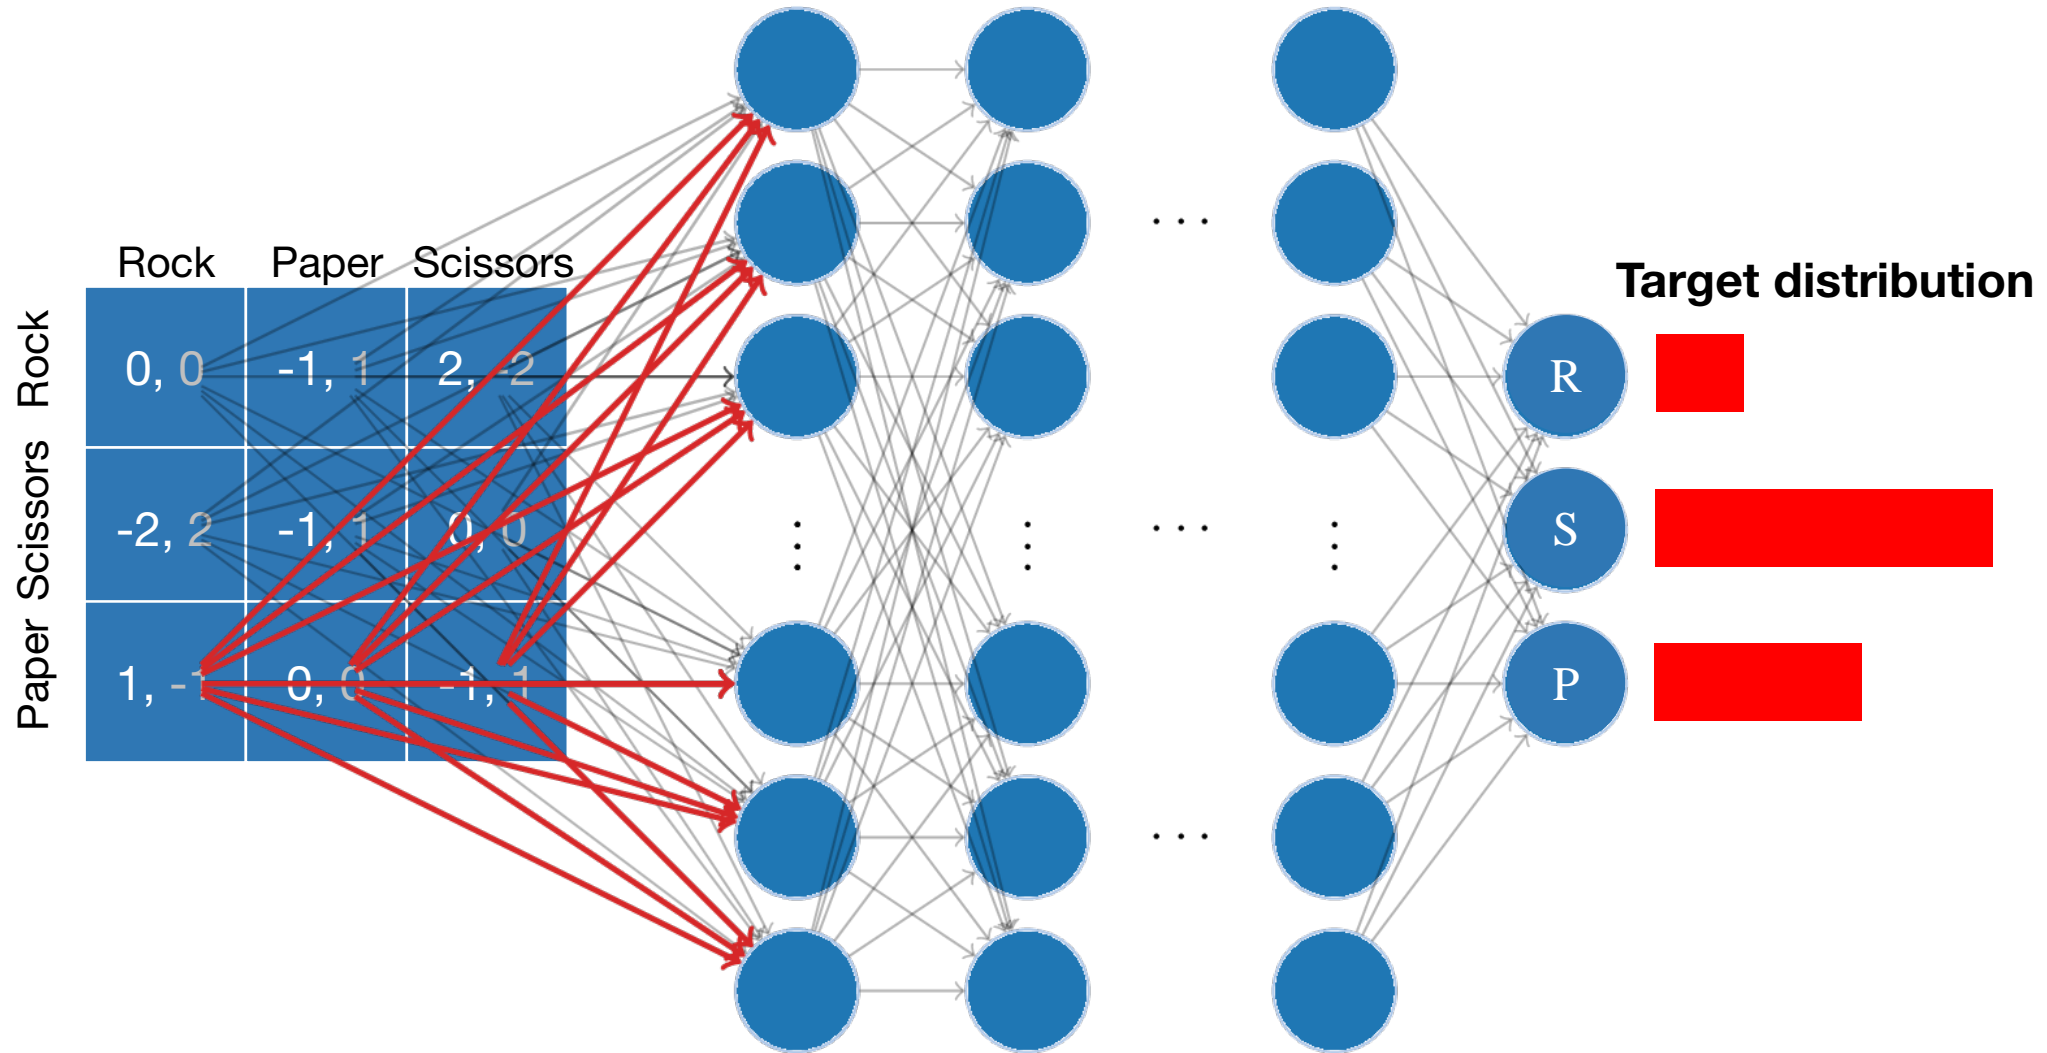 Rock Paper Scissors
Target distribution
Rock
0, 0
-1, 1
2, -2
R
Scissors
-2, 2
-1, 1
0, 0
S
Paper
1, -1
0, 0
-1, 1
P